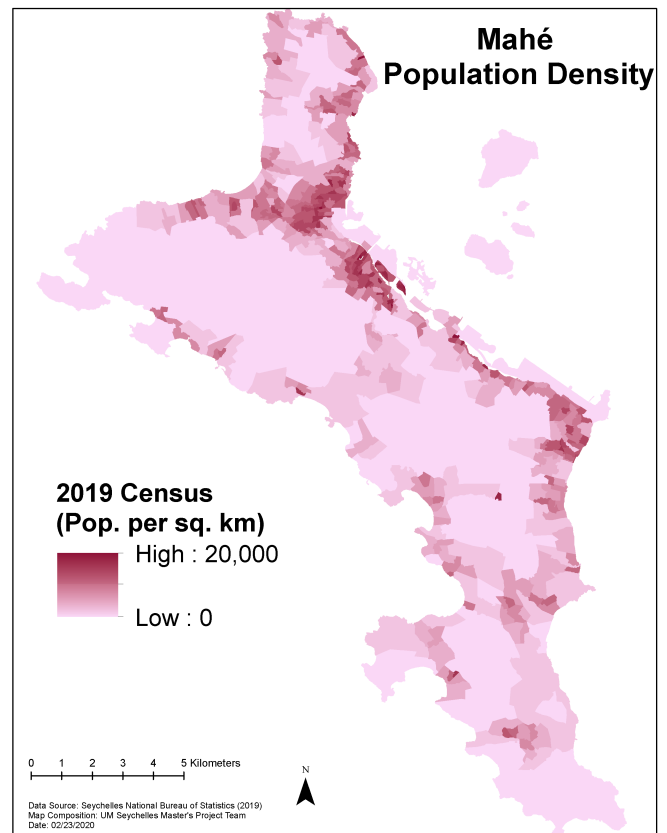 Mahé
Population Density
2019 Census
(Pop. per sq. km)
High : 20,000
Low : 0
0 1 2 3 4 5 Kilometers
N
Data Source: Seychelles National Bureau of Statistics (2019)
Map Composition: UM Seychelles Master's Project Team
Date: 02/23/2020